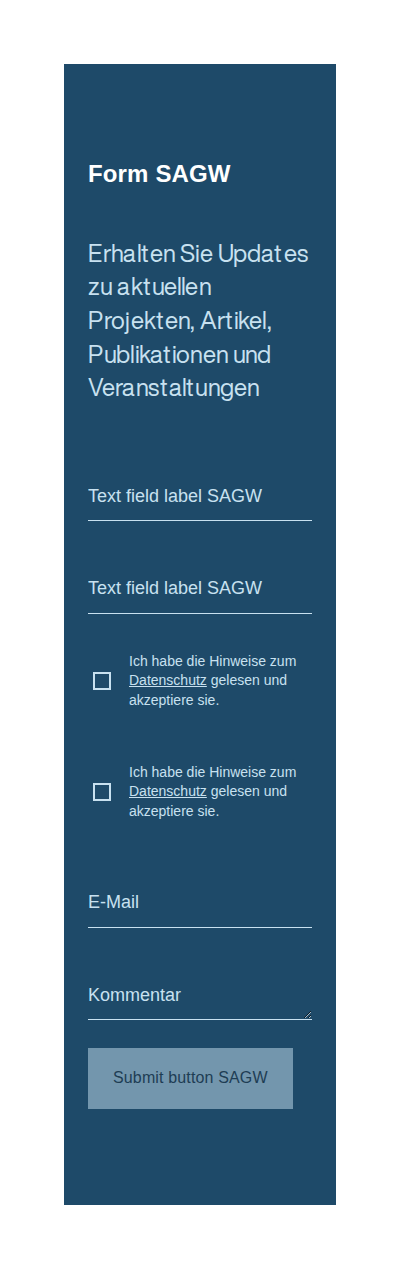 Form SAGW
Erhalten Sie Updates
zu aktuellen
Projekten, Artikel,
Publikationen und
Veranstaltungen
Text field label SAGW
Text field label SAGW
Ich habe die Hinweise zum
Datenschutz gelesen und
akzeptiere sie.
Ich habe die Hinweise zum
Datenschutz gelesen und
akzeptiere sie.
E-Mail
Kommentar
Submit button SAGW